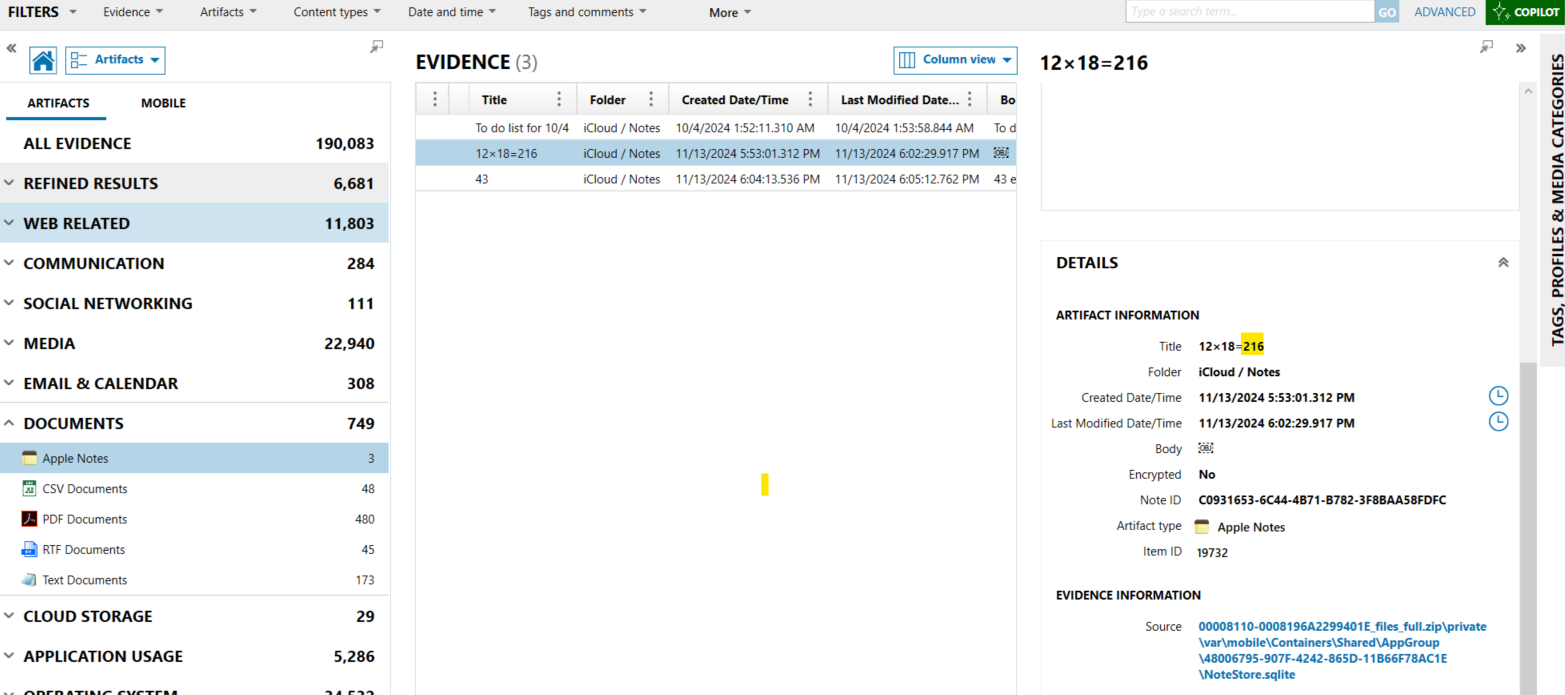 FILTERS Evidence Artifacts Content types Date and time Tags and comments More Type a search term... GO ADVANCED COPILOT
Artifacts
ARTIFACTS MOBILE
ALL EVIDENCE 190,083
REFINED RESULTS 6,681
WEB RELATED 11,803
COMMUNICATION 284
SOCIAL NETWORKING 111
MEDIA 22,940
EMAIL & CALENDAR 308
DOCUMENTS 749
Apple Notes 3
CSV Documents 48
PDF Documents 480
RTF Documents 45
Text Documents 173
CLOUD STORAGE 29
APPLICATION USAGE 5,286
OPERATING SYSTEM 34,532
EVIDENCE (3)
Column view
Title Folder Created Date/Time Last Modified Date... Bo
To do list for 10/4 iCloud / Notes 10/4/2024 1:52:11.310 AM 10/4/2024 1:53:58.844 AM To d
12×18=216 iCloud / Notes 11/13/2024 5:53:01.312 PM 11/13/2024 6:02:29.917 PM OBJ
43 iCloud / Notes 11/13/2024 6:04:13.536 PM 11/13/2024 6:05:12.762 PM 43 e
12×18=216
DETAILS
ARTIFACT INFORMATION
Title 12×18=216
Folder iCloud / Notes
Created Date/Time 11/13/2024 5:53:01.312 PM
Last Modified Date/Time 11/13/2024 6:02:29.917 PM
Body OBJ
Encrypted No
Note ID C0931653-6C44-4B71-B782-3F8BAA58FDFC
Artifact type Apple Notes
Item ID 19732
EVIDENCE INFORMATION
Source 00008110-0008196A2299401E_files_full.zip\private
\var\mobile\Containers\Shared\AppGroup
\48006795-907F-4242-865D-11B66F78AC1E
\NoteStore.sqlite
TAGS, PROFILES & MEDIA CATEGORIES